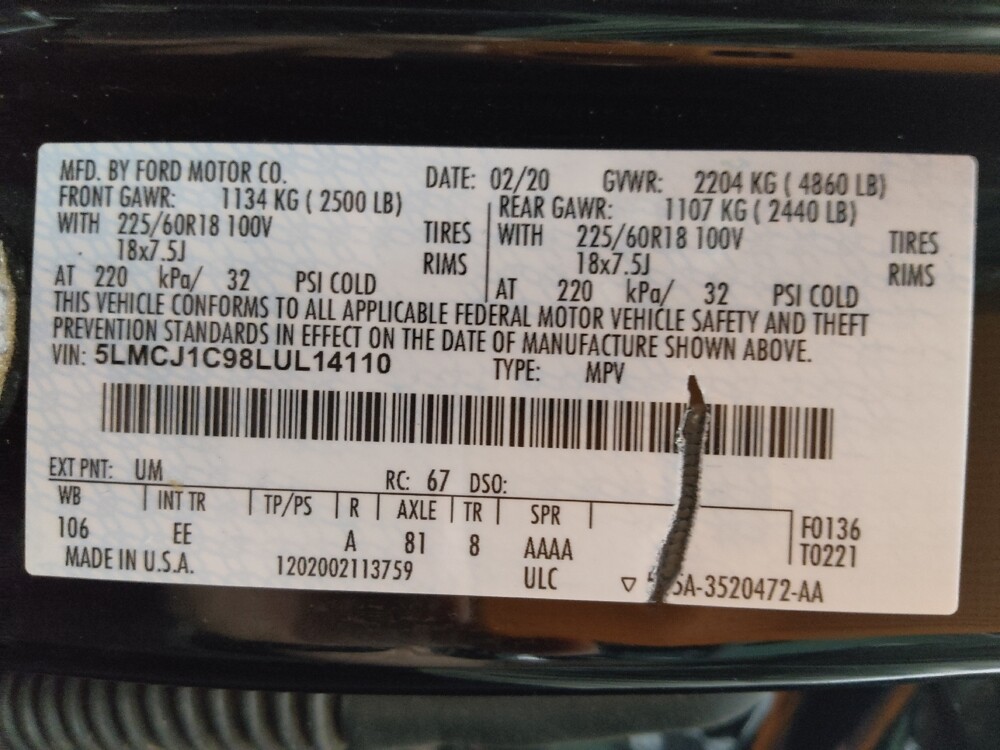 MFD. BY FORD MOTOR CO. DATE: 02/20 GVWR: 2204 KG ( 4860 LB)
FRONT GAWR: 1134 KG ( 2500 LB) REAR GAWR: 1107 KG ( 2440 LB)
WITH 225/60R18 100V TIRES WITH 225/60R18 100V TIRES
18x7.5J RIMS 18x7.5J RIMS
AT 220 kPa/ 32 PSI COLD AT 220 kPa/ 32 PSI COLD
THIS VEHICLE CONFORMS TO ALL APPLICABLE FEDERAL MOTOR VEHICLE SAFETY AND THEFT
PREVENTION STANDARDS IN EFFECT ON THE DATE OF MANUFACTURE SHOWN ABOVE.
VIN: 5LMCJ1C98LUL14110 TYPE: MPV
EXT PNT: UM RC: 67 DSO:
WB INT TR TP/PS R AXLE TR SPR
106 EE A 81 8 AAAA F0136
T0221
MADE IN U.S.A. 1202002113759 ULC 5A-3520472-AA